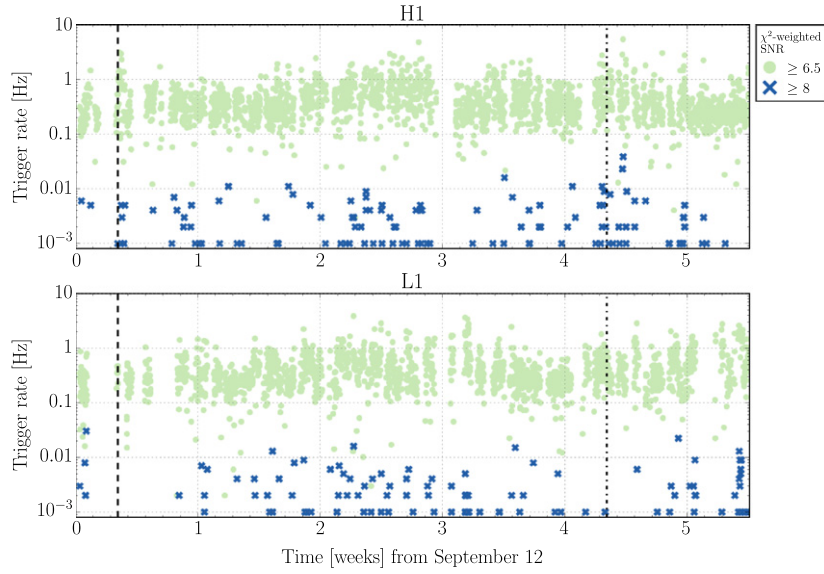 H1
10
1
0.1
0.01
10⁻³
Trigger rate [Hz]
0 1 2 3 4 5
χ²-weighted
SNR
≥ 6.5
≥ 8
L1
10
1
0.1
0.01
10⁻³
Trigger rate [Hz]
0 1 2 3 4 5
Time [weeks] from September 12